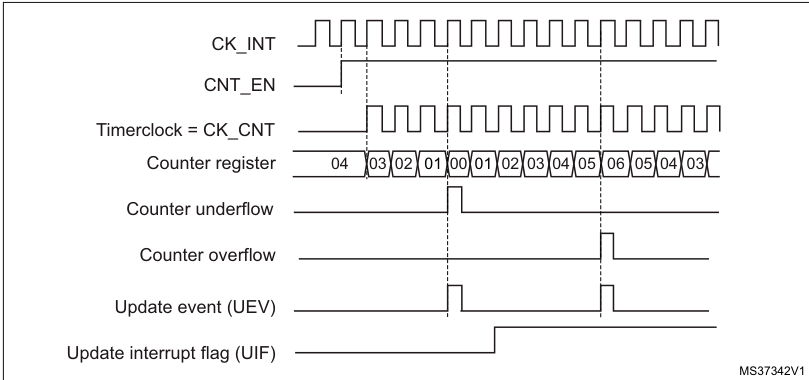 CK_INT
CNT_EN
Timerclock = CK_CNT
Counter register 04 03 02 01 00 01 02 03 04 05 06 05 04 03
Counter underflow
Counter overflow
Update event (UEV)
Update interrupt flag (UIF)
MS37342V1